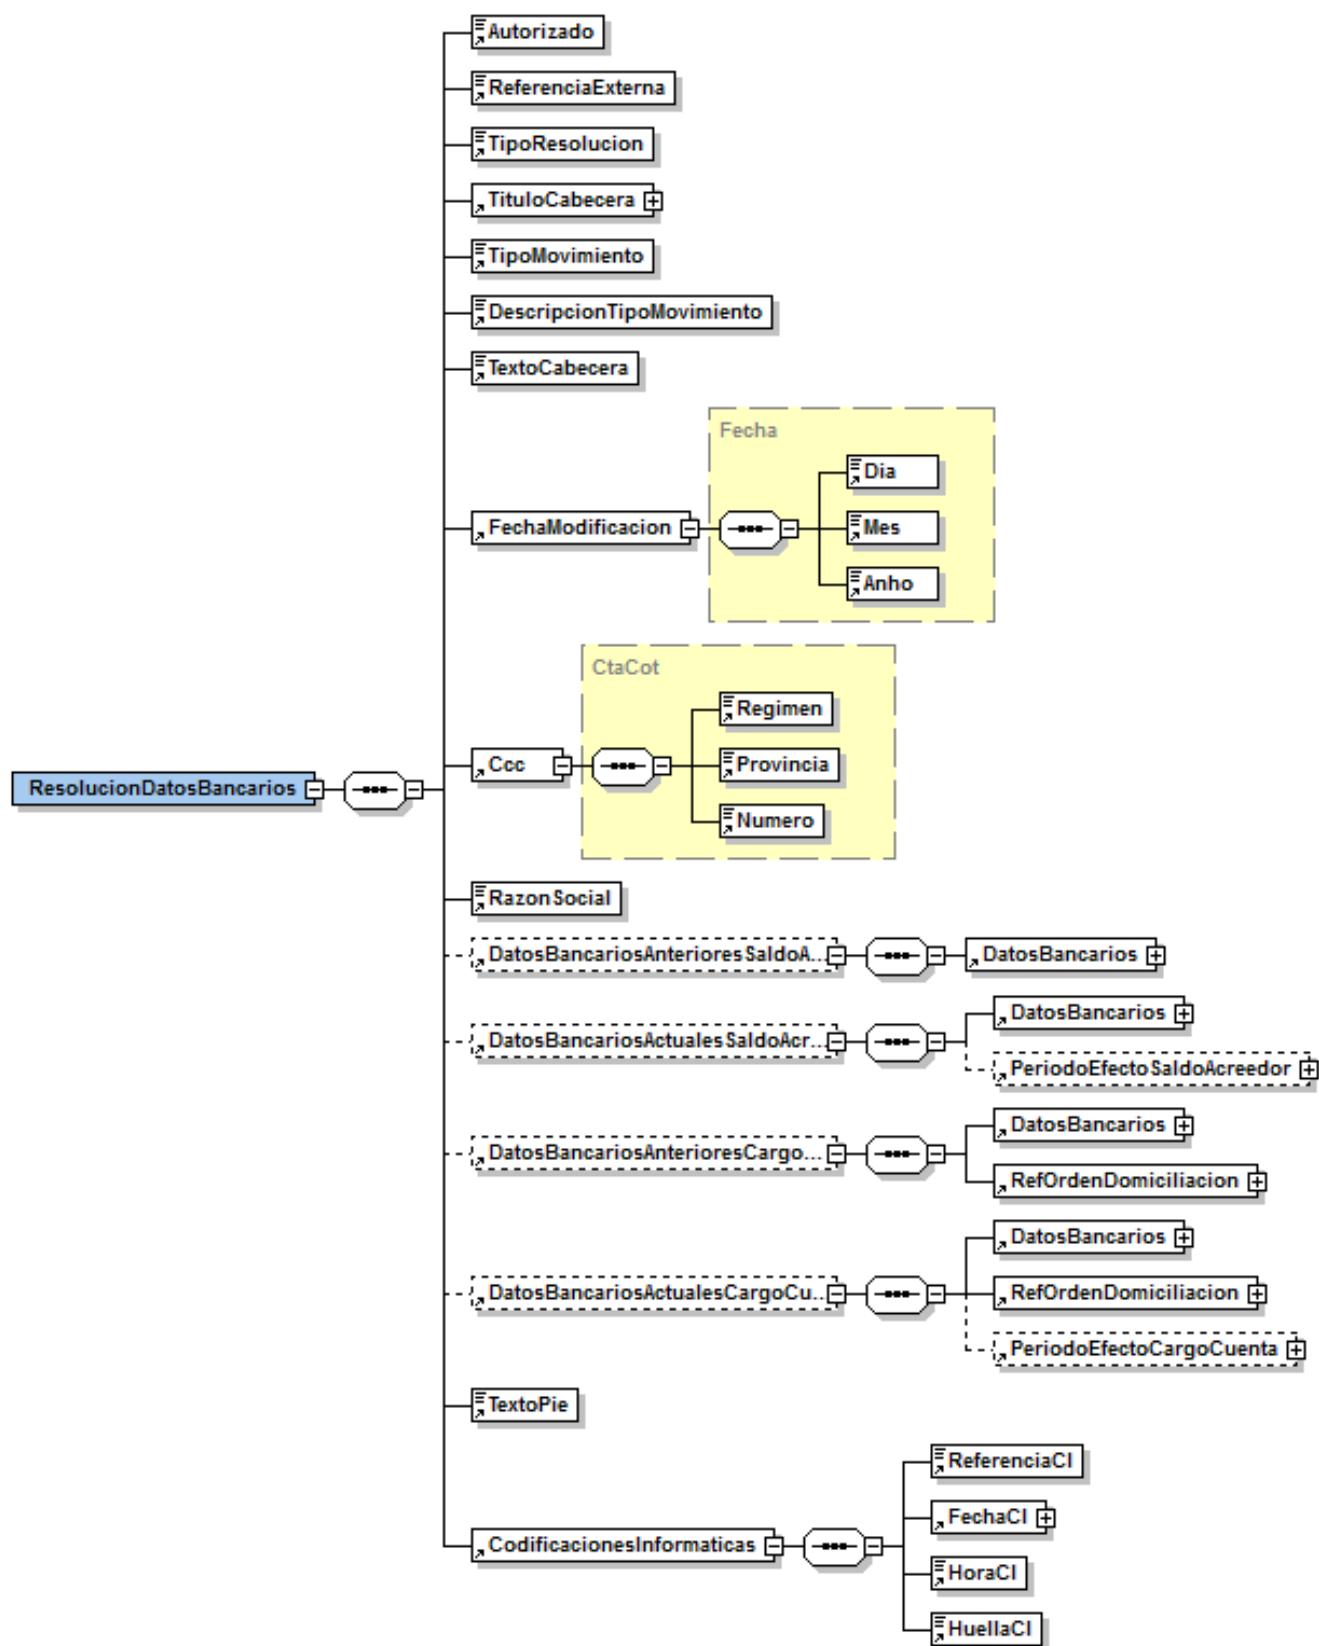 Autorizado
ReferenciaExterna
TipoResolucion
TituloCabecera
TipoMovimiento
DescripcionTipoMovimiento
TextoCabecera
Fecha
Dia
FechaModificacion
Mes
Anho
CtaCot
Regimen
Ccc
Provincia
ResolucionDatosBancarios
Numero
RazonSocial
DatosBancariosAnterioresSaldoA...
DatosBancarios
DatosBancariosActualesSaldoAcr...
DatosBancarios
PeriodoEfectoSaldoAcreedor
DatosBancariosAnterioresCargo...
DatosBancarios
RefOrdenDomiciliacion
DatosBancariosActualesCargoCu...
DatosBancarios
RefOrdenDomiciliacion
PeriodoEfectoCargoCuenta
TextoPie
CodificacionesInformaticas
ReferenciaCI
FechaCI
HoraCI
HuellaCI